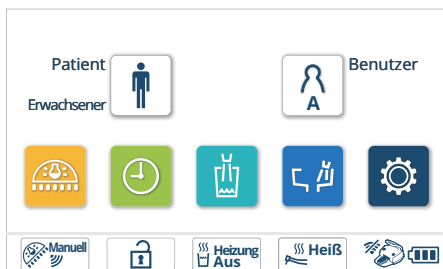 Patient
Benutzer
Erwachsener
A
Manuell
Heizung
Aus
Heiß